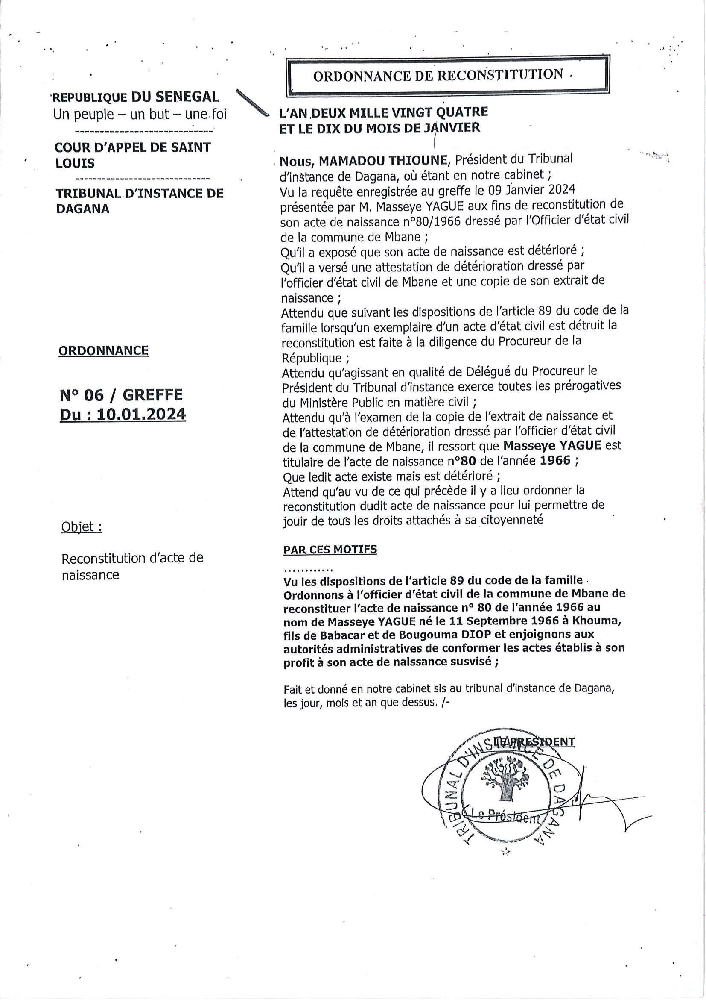 ORDONNANCE DE RECONSTITUTION
REPUBLIQUE DU SENEGAL
Un peuple – un but – une foi
-----------------------------
COUR D'APPEL DE SAINT
LOUIS
-----------------------------
TRIBUNAL D'INSTANCE DE
DAGANA
ORDONNANCE
N° 06 / GREFFE
Du : 10.01.2024
Objet :
Reconstitution d'acte de
naissance
L'AN DEUX MILLE VINGT QUATRE
ET LE DIX DU MOIS DE JANVIER
Nous, MAMADOU THIOUNE, Président du Tribunal
d'instance de Dagana, où étant en notre cabinet ;
Vu la requête enregistrée au greffe le 09 Janvier 2024
présentée par M. Masseye YAGUE aux fins de reconstitution de
son acte de naissance n°80/1966 dressé par l'Officier d'état civil
de la commune de Mbane ;
Qu'il a exposé que son acte de naissance est détérioré ;
Qu'il a versé une attestation de détérioration dressé par
l'officier d'état civil de Mbane et une copie de son extrait de
naissance ;
Attendu que suivant les dispositions de l'article 89 du code de la
famille lorsqu'un exemplaire d'un acte d'état civil est détruit la
reconstitution est faite à la diligence du Procureur de la
République ;
Attendu qu'agissant en qualité de Délégué du Procureur le
Président du Tribunal d'instance exerce toutes les prérogatives
du Ministère Public en matière civil ;
Attendu qu'à l'examen de la copie de l'extrait de naissance et
de l'attestation de détérioration dressé par l'officier d'état civil
de la commune de Mbane, il ressort que Masseye YAGUE est
titulaire de l'acte de naissance n°80 de l'année 1966 ;
Que ledit acte existe mais est détérioré ;
Attend qu'au vu de ce qui précède il y a lieu ordonner la
reconstitution dudit acte de naissance pour lui permettre de
jouir de tous les droits attachés à sa citoyenneté
PAR CES MOTIFS
............
Vu les dispositions de l'article 89 du code de la famille
Ordonnons à l'officier d'état civil de la commune de Mbane de
reconstituer l'acte de naissance n° 80 de l'année 1966 au
nom de Masseye YAGUE né le 11 Septembre 1966 à Khouma,
fils de Babacar et de Bougouma DIOP et enjoignons aux
autorités administratives de conformer les actes établis à son
profit à son acte de naissance susvisé ;
Fait et donné en notre cabinet sis au tribunal d'instance de Dagana,
les jour, mois et an que dessus. /-
LE PRESIDENT
TRIBUNAL D'INSTANCE DE DAGANA
Le Président